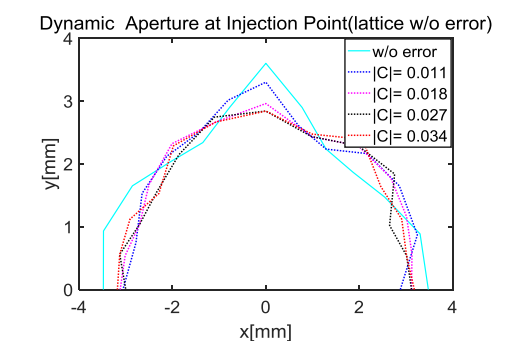 Dynamic  Aperture at Injection Point(lattice w/o error)
4
3
2
1
0
y[mm]
w/o error
|C|= 0.011
|C|= 0.018
|C|= 0.027
|C|= 0.034
-4 -2 0 2 4
x[mm]